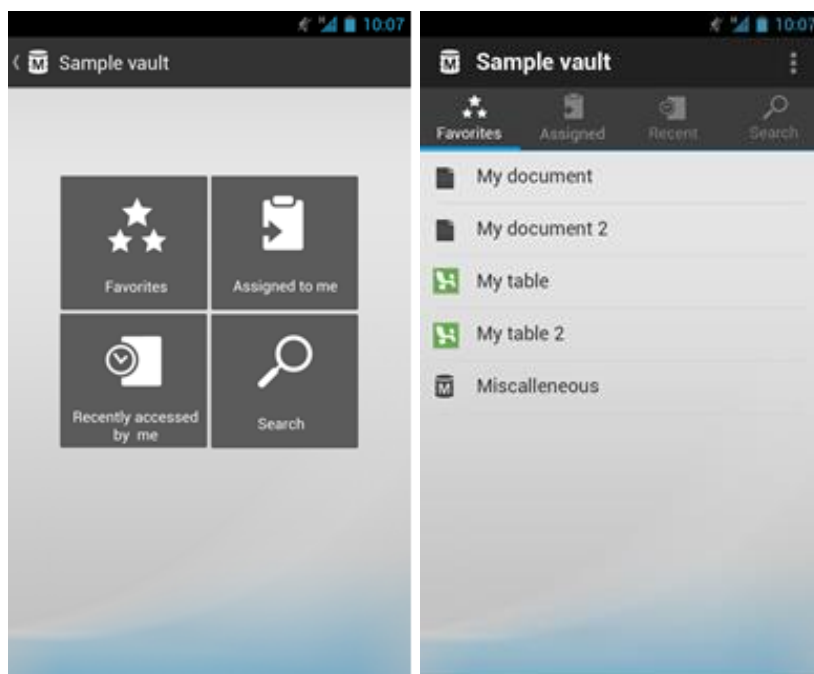 10:07
Sample vault
Favorites
Assigned to me
Recently accessed
by me
Search
10:07
Sample vault
Favorites
Assigned
Recent
Search
My document
My document 2
My table
My table 2
Miscalleneous